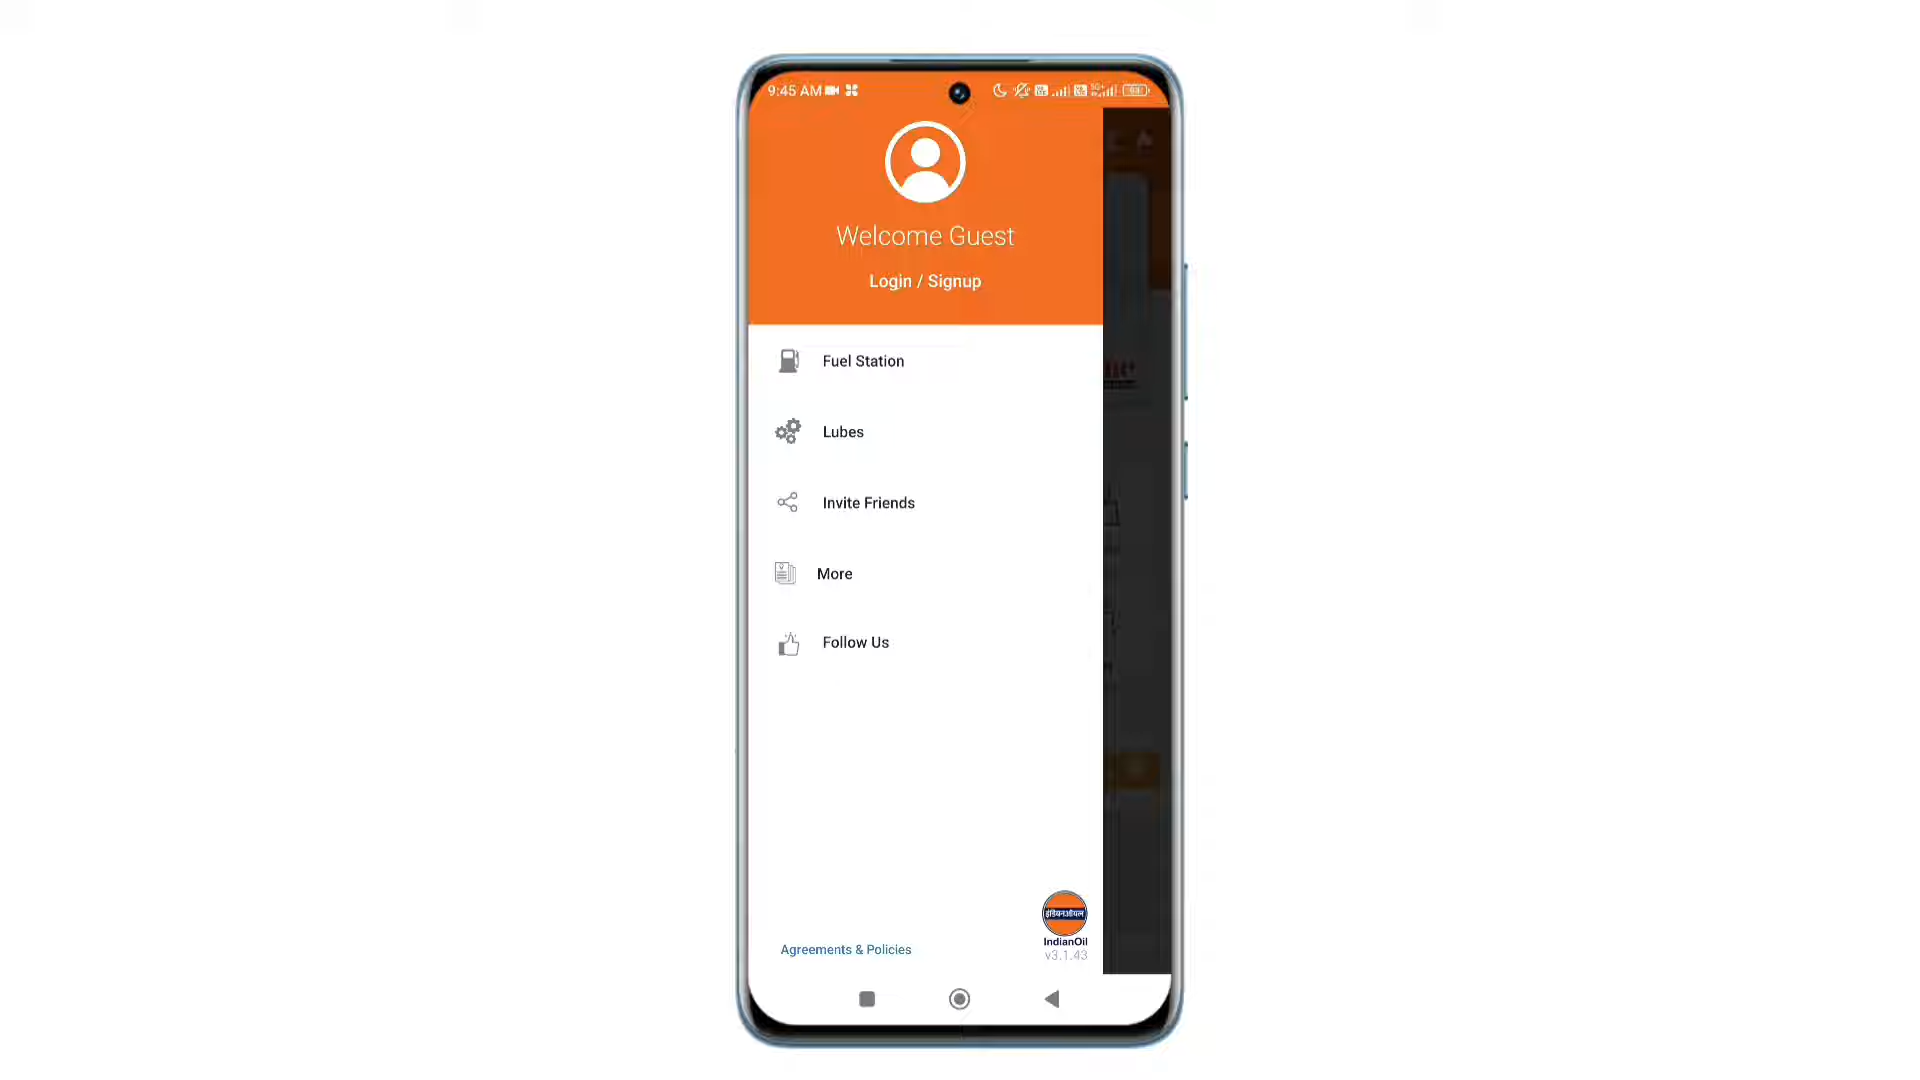 9:45 AM
Welcome Guest
Login / Signup
Fuel Station
Lubes
Invite Friends
More
Follow Us
इंडियनऑयल
IndianOil
Agreements & Policies
v3.1.43